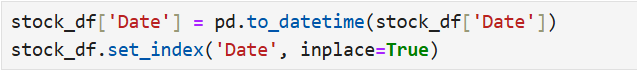 stock_df['Date'] = pd.to_datetime(stock_df['Date'])
stock_df.set_index('Date', inplace=True)